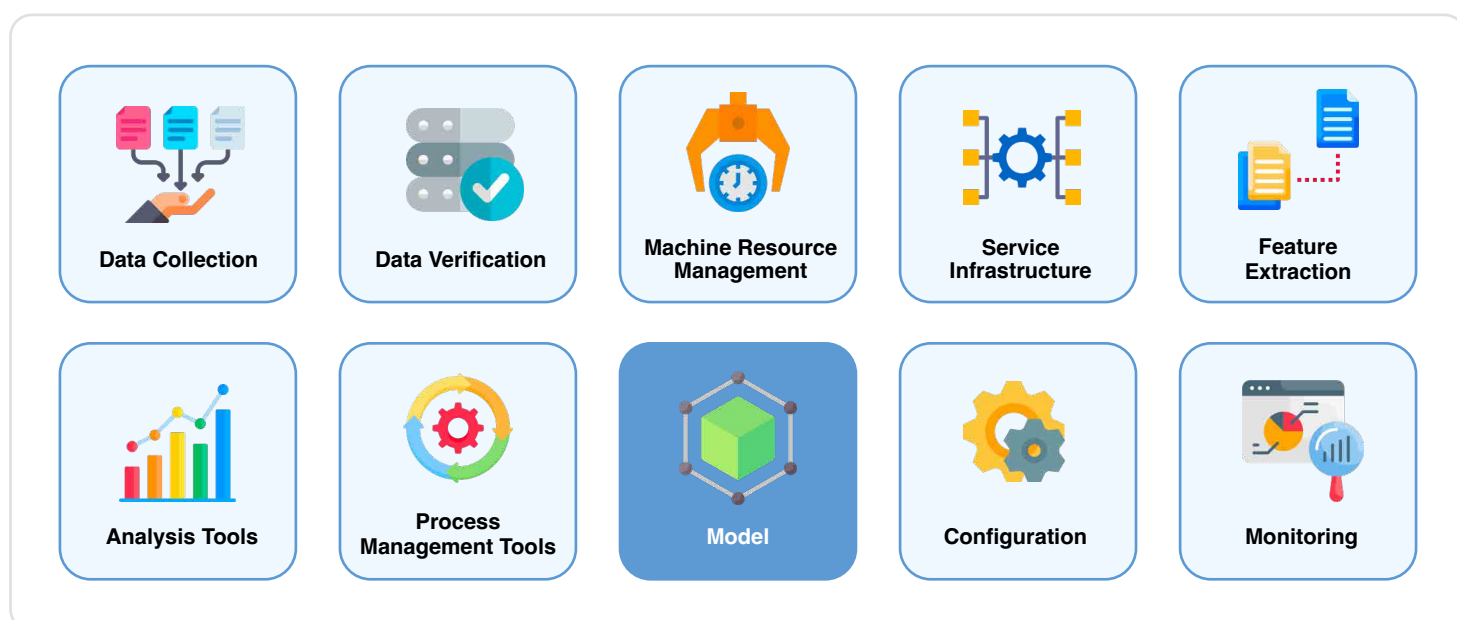 Data Collection
Data Verification
Machine Resource
Management
Service
Infrastructure
Feature
Extraction
Analysis Tools
Process
Management Tools
Model
Configuration
Monitoring